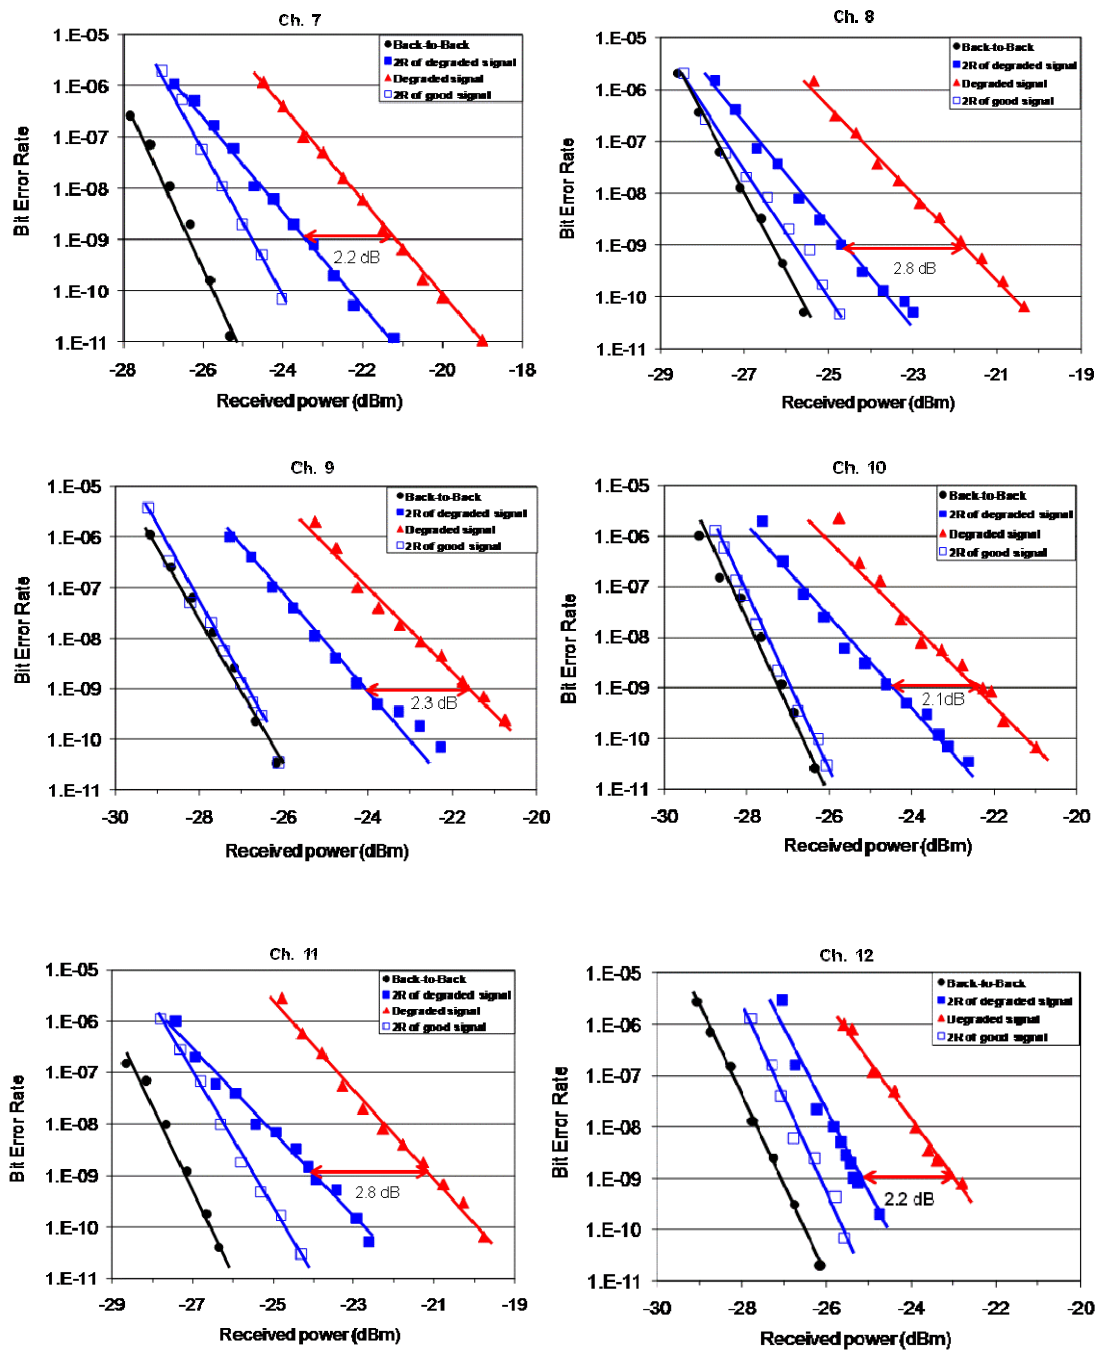 Ch. 7
1.E-05
1.E-06
1.E-07
1.E-08
1.E-09
1.E-10
1.E-11
Bit Error Rate
Back-to-Back
2R of degraded signal
Degraded signal
2R of good signal
2.2 dB
-28 -26 -24 -22 -20 -18
Received power (dBm)
Ch. 8
1.E-05
1.E-06
1.E-07
1.E-08
1.E-09
1.E-10
1.E-11
Bit Error Rate
Back-to-Back
2R of degraded signal
Degraded signal
2R of good signal
2.8 dB
-29 -27 -25 -23 -21 -19
Received power (dBm)
Ch. 9
1.E-05
1.E-06
1.E-07
1.E-08
1.E-09
1.E-10
1.E-11
Bit Error Rate
Back-to-Back
2R of degraded signal
Degraded signal
2R of good signal
2.3 dB
-30 -28 -26 -24 -22 -20
Received power (dBm)
Ch. 10
1.E-05
1.E-06
1.E-07
1.E-08
1.E-09
1.E-10
1.E-11
Bit Error Rate
Back-to-Back
2R of degraded signal
Degraded signal
2R of good signal
2.1dB
-30 -28 -26 -24 -22 -20
Received power (dBm)
Ch. 11
1.E-05
1.E-06
1.E-07
1.E-08
1.E-09
1.E-10
1.E-11
Bit Error Rate
Back-to-Back
2R of degraded signal
Degraded signal
2R of good signal
2.8 dB
-29 -27 -25 -23 -21 -19
Received power (dBm)
Ch. 12
1.E-05
1.E-06
1.E-07
1.E-08
1.E-09
1.E-10
1.E-11
Bit Error Rate
Back-to-Back
2R of degraded signal
Degraded signal
2R of good signal
2.2 dB
-30 -28 -26 -24 -22 -20
Received power (dBm)